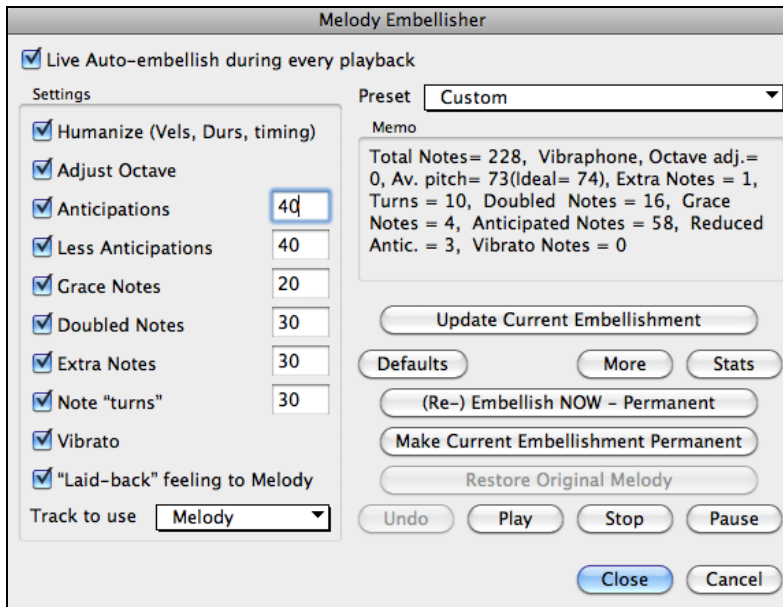 Melody Embellisher
Live Auto-embellish during every playback
Settings
Humanize (Vels, Durs, timing)
Adjust Octave
Anticipations 40
Less Anticipations 40
Grace Notes 20
Doubled Notes 30
Extra Notes 30
Note "turns" 30
Vibrato
"Laid-back" feeling to Melody
Track to use Melody
Preset Custom
Memo
Total Notes= 228, Vibraphone, Octave adj.=
0, Av. pitch= 73(Ideal= 74), Extra Notes = 1,
Turns = 10, Doubled Notes = 16, Grace
Notes = 4, Anticipated Notes = 58, Reduced
Antic. = 3, Vibrato Notes = 0
Update Current Embellishment
Defaults More Stats
(Re-) Embellish NOW - Permanent
Make Current Embellishment Permanent
Restore Original Melody
Undo Play Stop Pause
Close Cancel